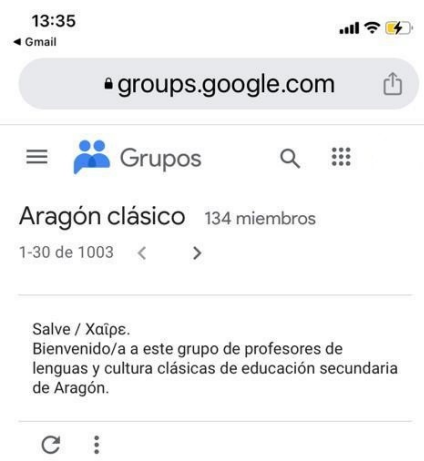 13:35
◄ Gmail
groups.google.com
Grupos
Aragón clásico 134 miembros
1-30 de 1003
Salve / Χαῖρε.
Bienvenido/a a este grupo de profesores de
lenguas y cultura clásicas de educación secundaria
de Aragón.